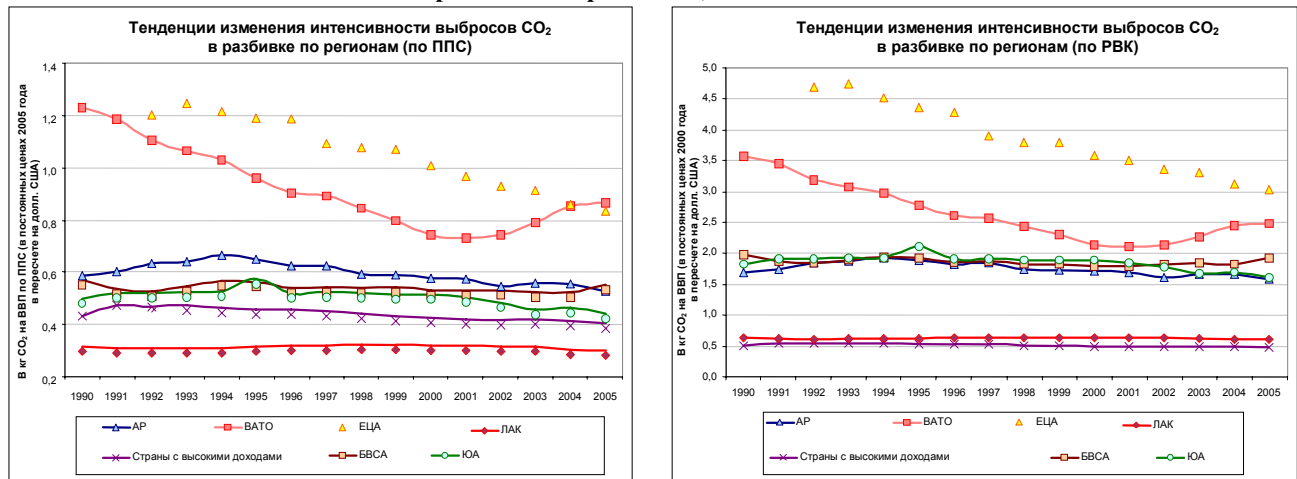 Тенденции изменения интенсивности выбросов CO₂
в разбивке по регионам (по ППС)
В кг CO₂ на ВВП по ППС (в постоянных ценах 2005 года
в пересчете на долл. США)
1,4
1,2
1,0
0,8
0,6
0,4
0,2
1990 1991 1992 1993 1994 1995 1996 1997 1998 1999 2000 2001 2002 2003 2004 2005
АР ВАТО ЕЦА ЛАК
Страны с высокими доходами БВСА ЮА
Тенденции изменения интенсивности выбросов CO₂
в разбивке по регионам (по РВК)
В кг CO₂ на ВВП (в постоянных ценах 2000 года
в пересчете на долл. США)
5,0
4,5
4,0
3,5
3,0
2,5
2,0
1,5
1,0
0,5
0,0
1990 1991 1992 1993 1994 1995 1996 1997 1998 1999 2000 2001 2002 2003 2004 2005
АР ВАТО ЕЦА ЛАК
Страны с высокими доходами БВСА ЮА